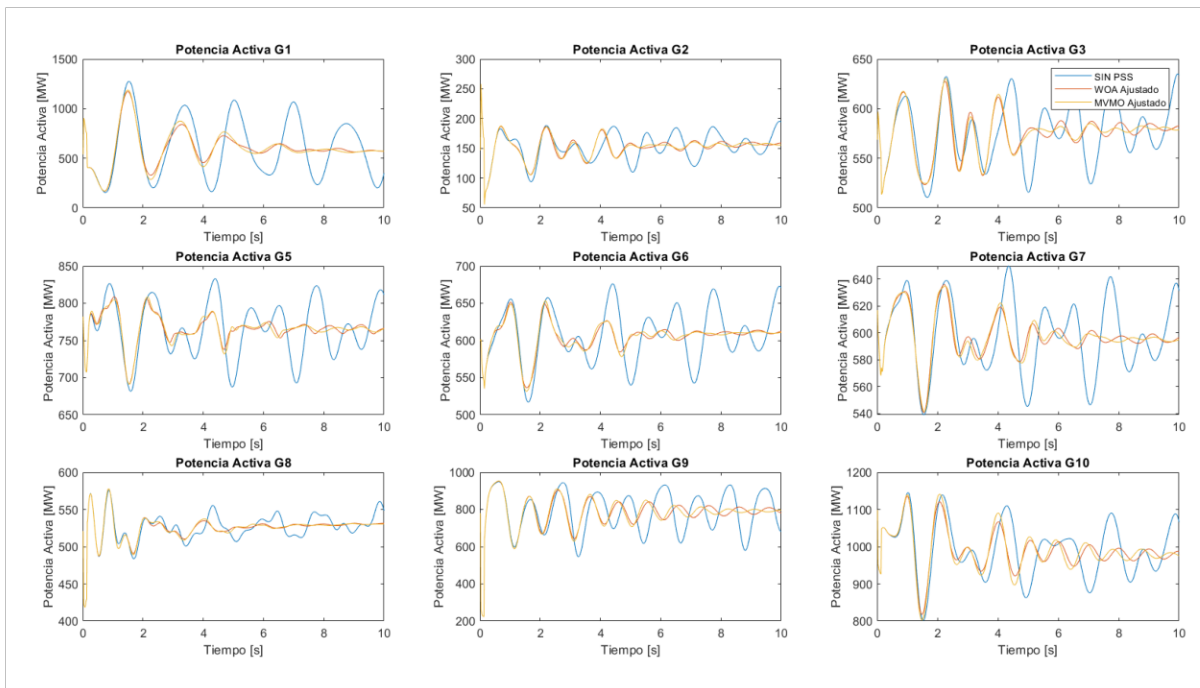 Potencia Activa G1
Potencia Activa [MW]
1500
1000
500
0
0 2 4 6 8 10
Tiempo [s]
Potencia Activa G2
Potencia Activa [MW]
300
250
200
150
100
50
0 2 4 6 8 10
Tiempo [s]
Potencia Activa G3
Potencia Activa [MW]
650
600
550
500
SIN PSS
WOA Ajustado
MVMO Ajustado
0 2 4 6 8 10
Tiempo [s]
Potencia Activa G5
Potencia Activa [MW]
850
800
750
700
650
0 2 4 6 8 10
Tiempo [s]
Potencia Activa G6
Potencia Activa [MW]
700
650
600
550
500
0 2 4 6 8 10
Tiempo [s]
Potencia Activa G7
Potencia Activa [MW]
640
620
600
580
560
540
0 2 4 6 8 10
Tiempo [s]
Potencia Activa G8
Potencia Activa [MW]
600
550
500
450
400
0 2 4 6 8 10
Tiempo [s]
Potencia Activa G9
Potencia Activa [MW]
1000
800
600
400
200
0 2 4 6 8 10
Tiempo [s]
Potencia Activa G10
Potencia Activa [MW]
1200
1100
1000
900
800
0 2 4 6 8 10
Tiempo [s]